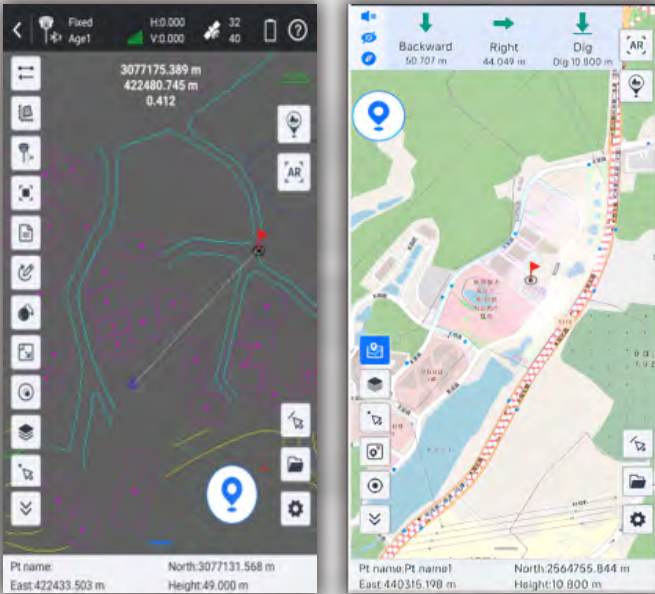 Fixed
Age1
H:0.000
V:0.000
32
40
3077175.389 m
422480.745 m
0.412
AR
Pt name:
North:3077131.568 m
East:422433.503 m
Height:49.000 m
Backward
50.707 m
Right
44.049 m
Dig
Dig 10.800 m
AR
Pt name:Pt name1
North:2564755.844 m
East:440315.198 m
Height:10.800 m